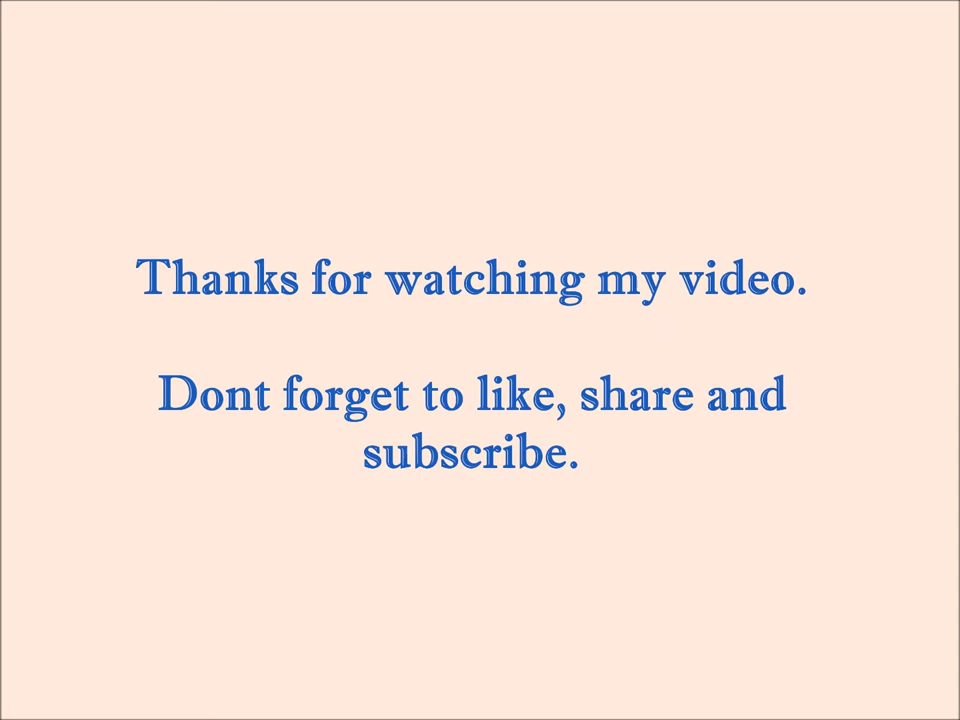 Thanks for watching my video.
Dont forget to like, share and
subscribe.